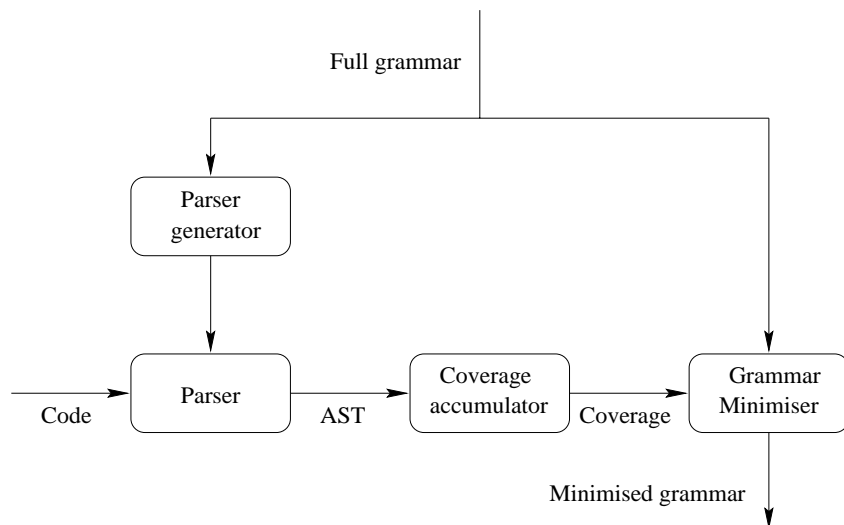 Full grammar
Parser
generator
Parser
Coverage
accumulator
Grammar
Minimiser
Code
AST
Coverage
Minimised grammar